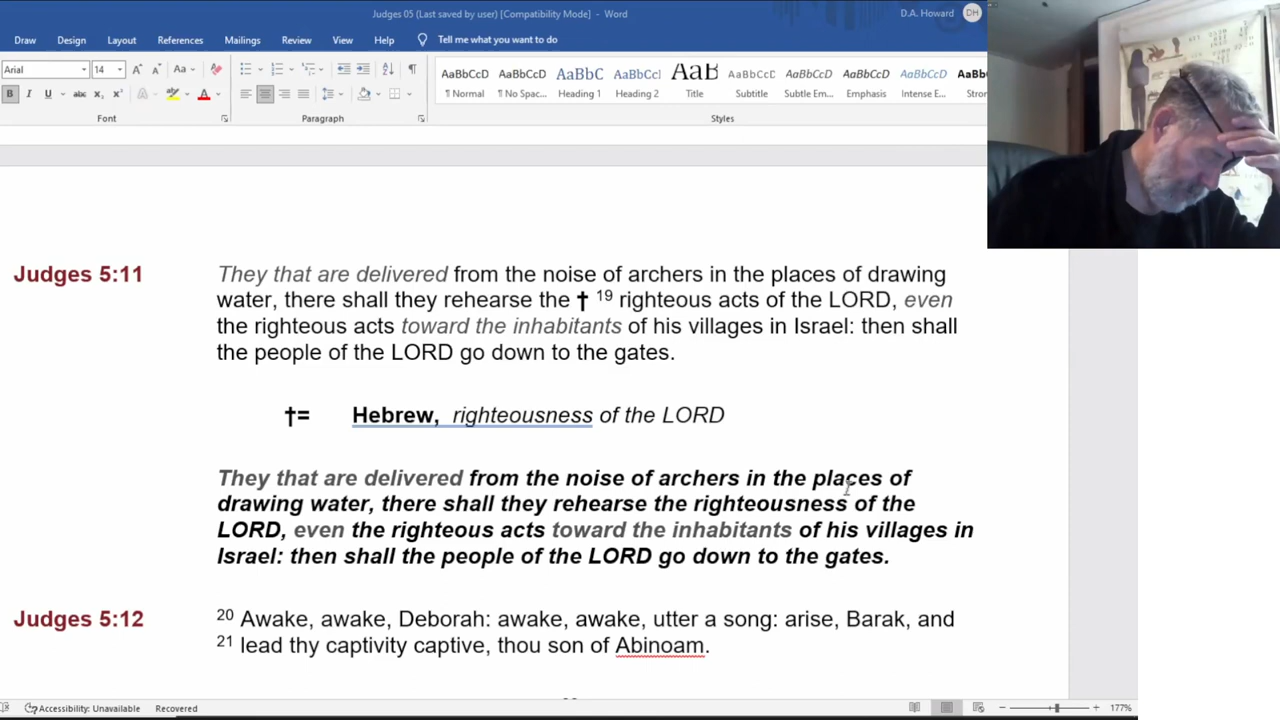 Judges 05 (Last saved by user) [Compatibility Mode] - Word
D.A. Howard DH
Draw Design Layout References Mailings Review View Help Tell me what you want to do
Arial 14 A A Aa
B I U abc x x A A
AaBbCcD AaBbCcD AaBbC AaBbCcI AaB AaBbCcD AaBbCcD AaBbCcD AaBbCcD AaBbCc
¶ Normal ¶ No Spac... Heading 1 Heading 2 Title Subtitle Subtle Em... Emphasis Intense E... Stron
Font Paragraph Styles
Judges 5:11 They that are delivered from the noise of archers in the places of drawing
water, there shall they rehearse the † 19 righteous acts of the LORD, even
the righteous acts toward the inhabitants of his villages in Israel: then shall
the people of the LORD go down to the gates.
†= Hebrew, righteousness of the LORD
They that are delivered from the noise of archers in the places of
drawing water, there shall they rehearse the righteousness of the
LORD, even the righteous acts toward the inhabitants of his villages in
Israel: then shall the people of the LORD go down to the gates.
Judges 5:12 20 Awake, awake, Deborah: awake, awake, utter a song: arise, Barak, and
21 lead thy captivity captive, thou son of Abinoam.
Accessibility: Unavailable Recovered 177%